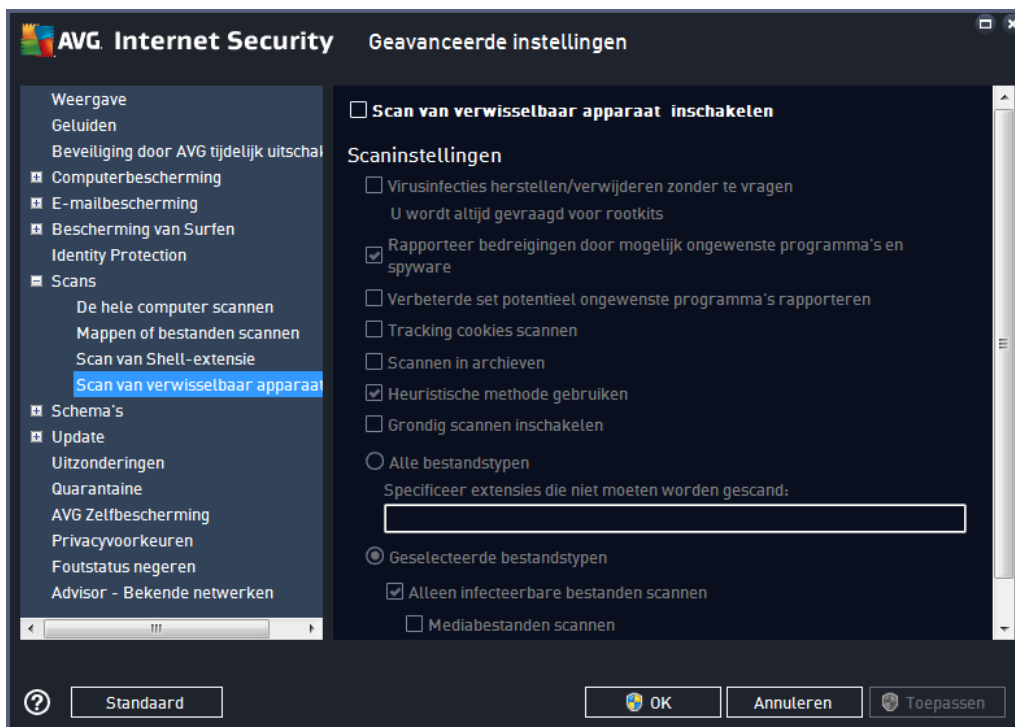 AVG. Internet Security
Geavanceerde instellingen
Weergave
Geluiden
Beveiliging door AVG tijdelijk uitschak
Computerbescherming
E-mailbescherming
Bescherming van Surfen
Identity Protection
Scans
De hele computer scannen
Mappen of bestanden scannen
Scan van Shell-extensie
Scan van verwisselbaar apparaat
Schema's
Update
Uitzonderingen
Quarantaine
AVG Zelfbescherming
Privacyvoorkeuren
Foutstatus negeren
Advisor - Bekende netwerken
Scan van verwisselbaar apparaat inschakelen
Scaninstellingen
Virusinfecties herstellen/verwijderen zonder te vragen
U wordt altijd gevraagd voor rootkits
Rapporteer bedreigingen door mogelijk ongewenste programma's en
spyware
Verbeterde set potentieel ongewenste programma's rapporteren
Tracking cookies scannen
Scannen in archieven
Heuristische methode gebruiken
Grondig scannen inschakelen
Alle bestandstypen
Specificeer extensies die niet moeten worden gescand:
Geselecteerde bestandstypen
Alleen infecteerbare bestanden scannen
Mediabestanden scannen
?
Standaard
OK
Annuleren
Toepassen